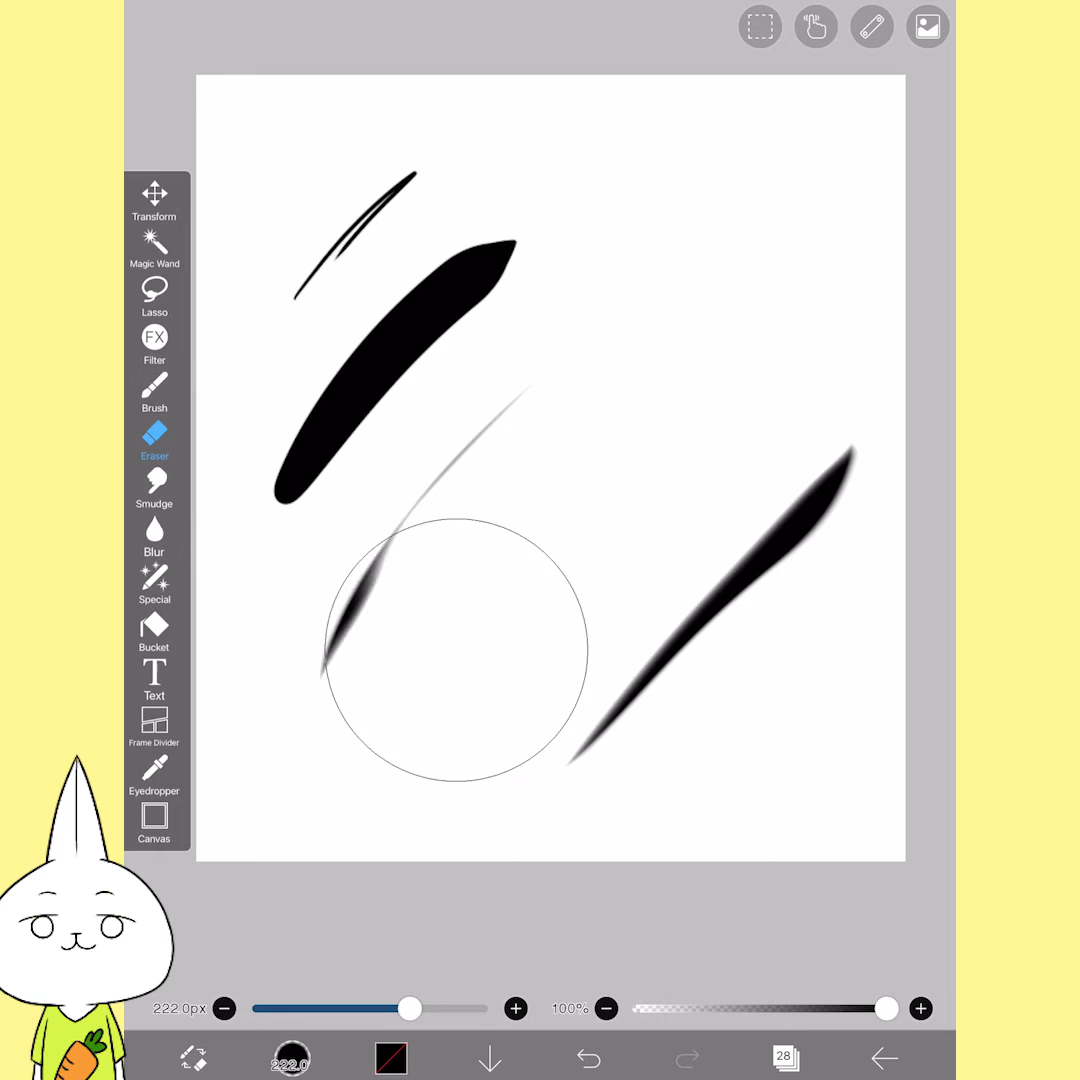 Transform
Magic Wand
Lasso
FX
Filter
Brush
Eraser
Smudge
Blur
Special
Bucket
T
Text
Frame Divider
Eyedropper
Canvas
222.0px
100%
222.0
28